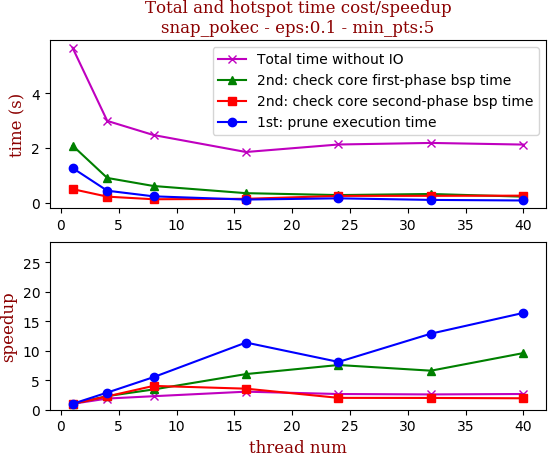 Total and hotspot time cost/speedup
snap_pokec - eps:0.1 - min_pts:5
time (s)
4
2
0
Total time without IO
2nd: check core first-phase bsp time
2nd: check core second-phase bsp time
1st: prune execution time
0 5 10 15 20 25 30 35 40
speedup
25
20
15
10
5
0
0 5 10 15 20 25 30 35 40
thread num